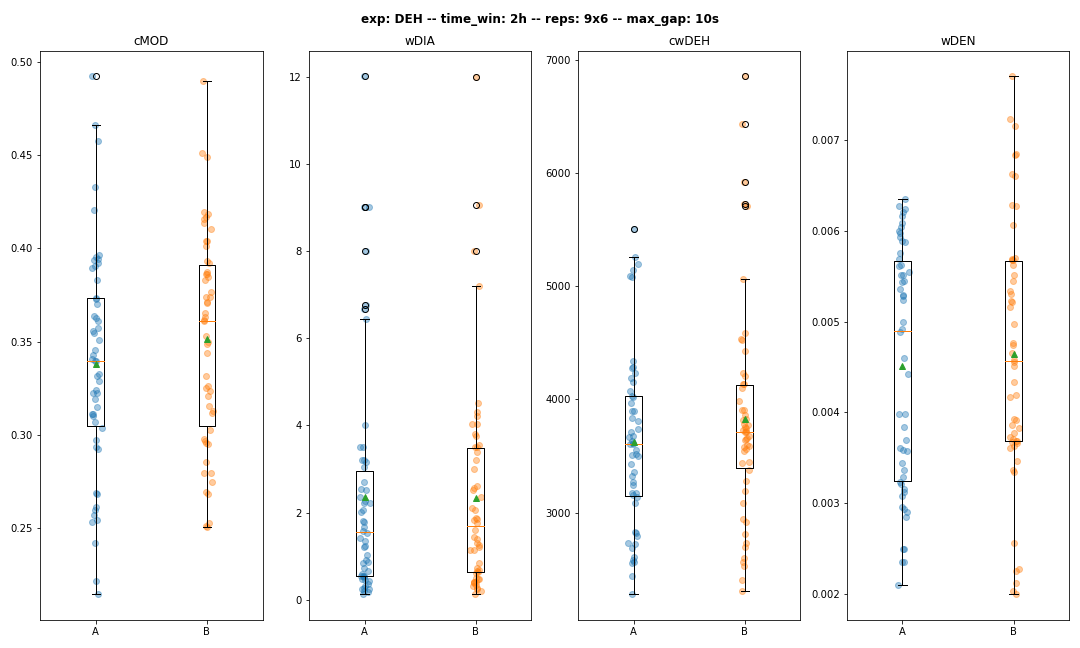 exp: DEH -- time_win: 2h -- reps: 9x6 -- max_gap: 10s
cMOD
wDIA
cwDEH
wDEN
0.50
0.45
0.40
0.35
0.30
0.25
A
B
12
10
8
6
4
2
0
A
B
7000
6000
5000
4000
3000
A
B
0.007
0.006
0.005
0.004
0.003
0.002
A
B